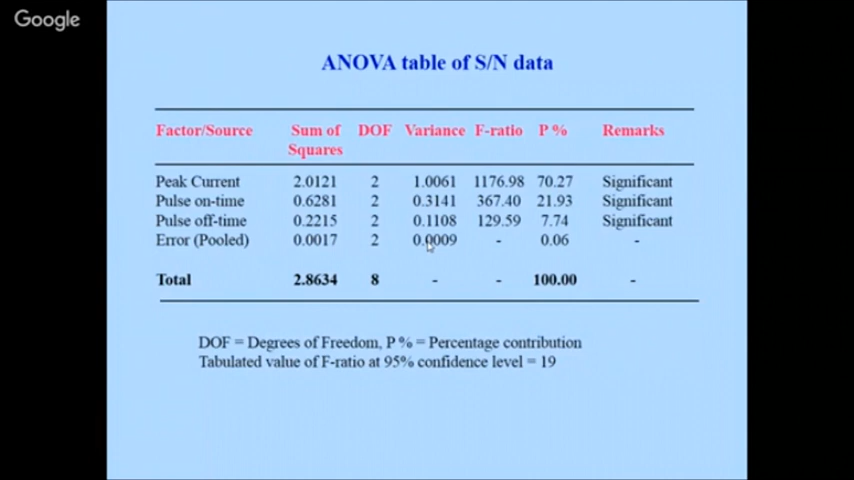 Google
ANOVA table of S/N data
Factor/Source Sum of Squares DOF Variance F-ratio P % Remarks
Peak Current 2.0121 2 1.0061 1176.98 70.27 Significant
Pulse on-time 0.6281 2 0.3141 367.40 21.93 Significant
Pulse off-time 0.2215 2 0.1108 129.59 7.74 Significant
Error (Pooled) 0.0017 2 0.0009 - 0.06 -
Total 2.8634 8 - - 100.00 -
DOF = Degrees of Freedom, P % = Percentage contribution
Tabulated value of F-ratio at 95% confidence level = 19